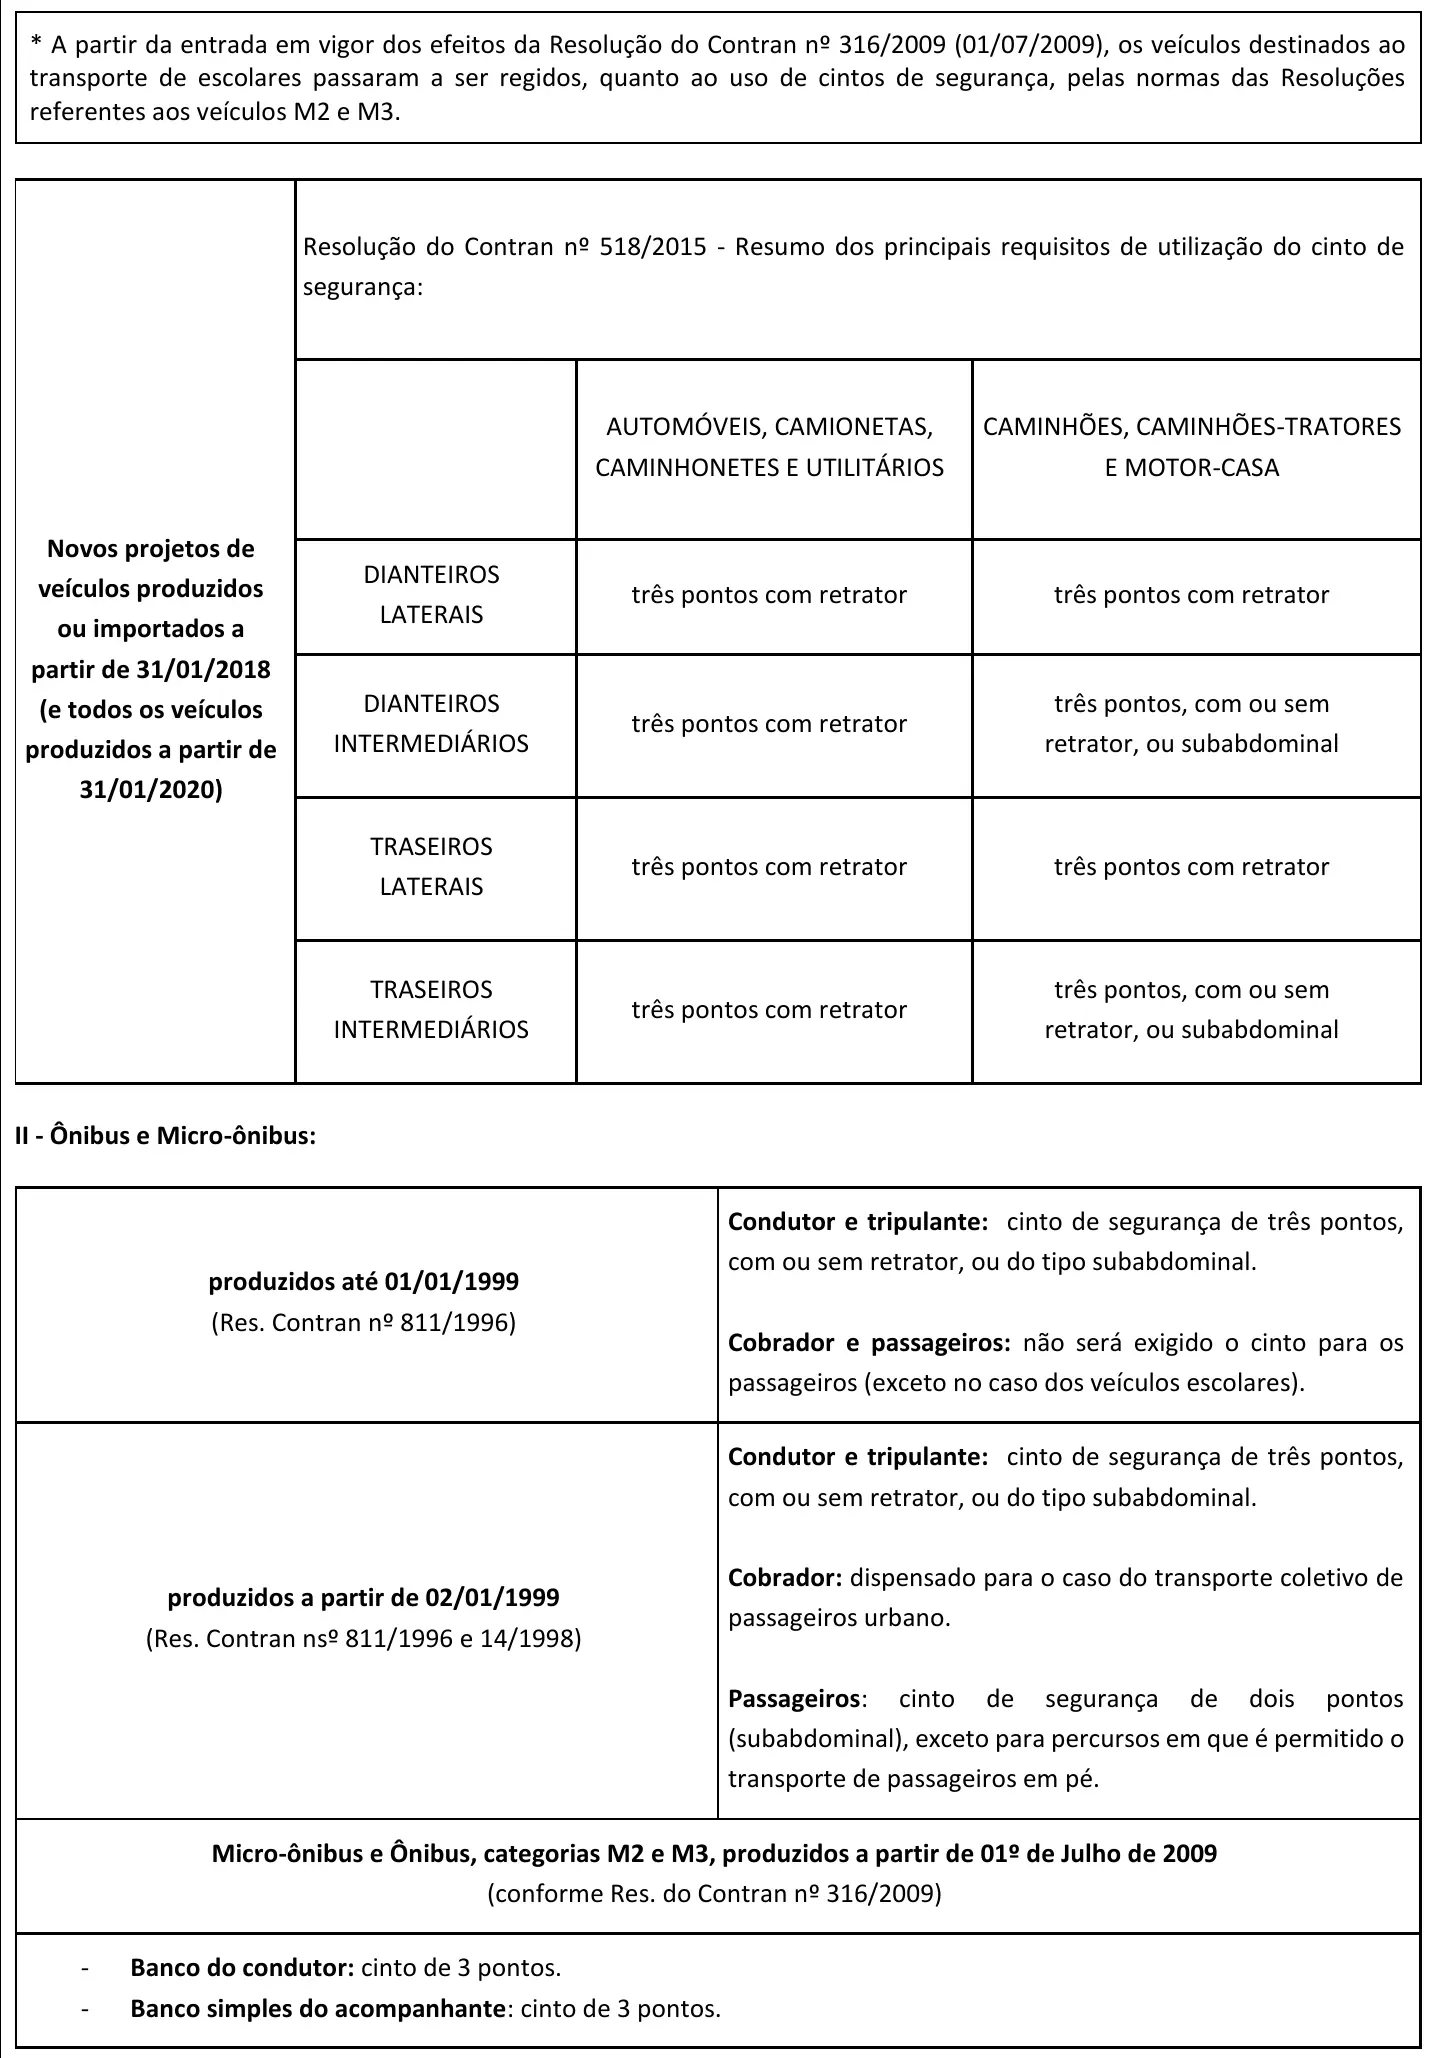 * A partir da entrada em vigor dos efeitos da Resolução do Contran nº 316/2009 (01/07/2009), os veículos destinados ao
transporte de escolares passaram a ser regidos, quanto ao uso de cintos de segurança, pelas normas das Resoluções
referentes aos veículos M2 e M3.
Novos projetos de
veículos produzidos
ou importados a
partir de 31/01/2018
(e todos os veículos
produzidos a partir de
31/01/2020)
Resolução do Contran nº 518/2015 - Resumo dos principais requisitos de utilização do cinto de
segurança:
AUTOMÓVEIS, CAMIONETAS,
CAMINHONETES E UTILITÁRIOS
CAMINHÕES, CAMINHÕES-TRATORES
E MOTOR-CASA
DIANTEIROS
LATERAIS
três pontos com retrator
três pontos com retrator
DIANTEIROS
INTERMEDIÁRIOS
três pontos com retrator
três pontos, com ou sem
retrator, ou subabdominal
TRASEIROS
LATERAIS
três pontos com retrator
três pontos com retrator
TRASEIROS
INTERMEDIÁRIOS
três pontos com retrator
três pontos, com ou sem
retrator, ou subabdominal
II - Ônibus e Micro-ônibus:
produzidos até 01/01/1999
(Res. Contran nº 811/1996)
Condutor e tripulante: cinto de segurança de três pontos,
com ou sem retrator, ou do tipo subabdominal.
Cobrador e passageiros: não será exigido o cinto para os
passageiros (exceto no caso dos veículos escolares).
produzidos a partir de 02/01/1999
(Res. Contran nsº 811/1996 e 14/1998)
Condutor e tripulante: cinto de segurança de três pontos,
com ou sem retrator, ou do tipo subabdominal.
Cobrador: dispensado para o caso do transporte coletivo de
passageiros urbano.
Passageiros: cinto de segurança de dois pontos
(subabdominal), exceto para percursos em que é permitido o
transporte de passageiros em pé.
Micro-ônibus e Ônibus, categorias M2 e M3, produzidos a partir de 01º de Julho de 2009
(conforme Res. do Contran nº 316/2009)
- Banco do condutor: cinto de 3 pontos.
- Banco simples do acompanhante: cinto de 3 pontos.